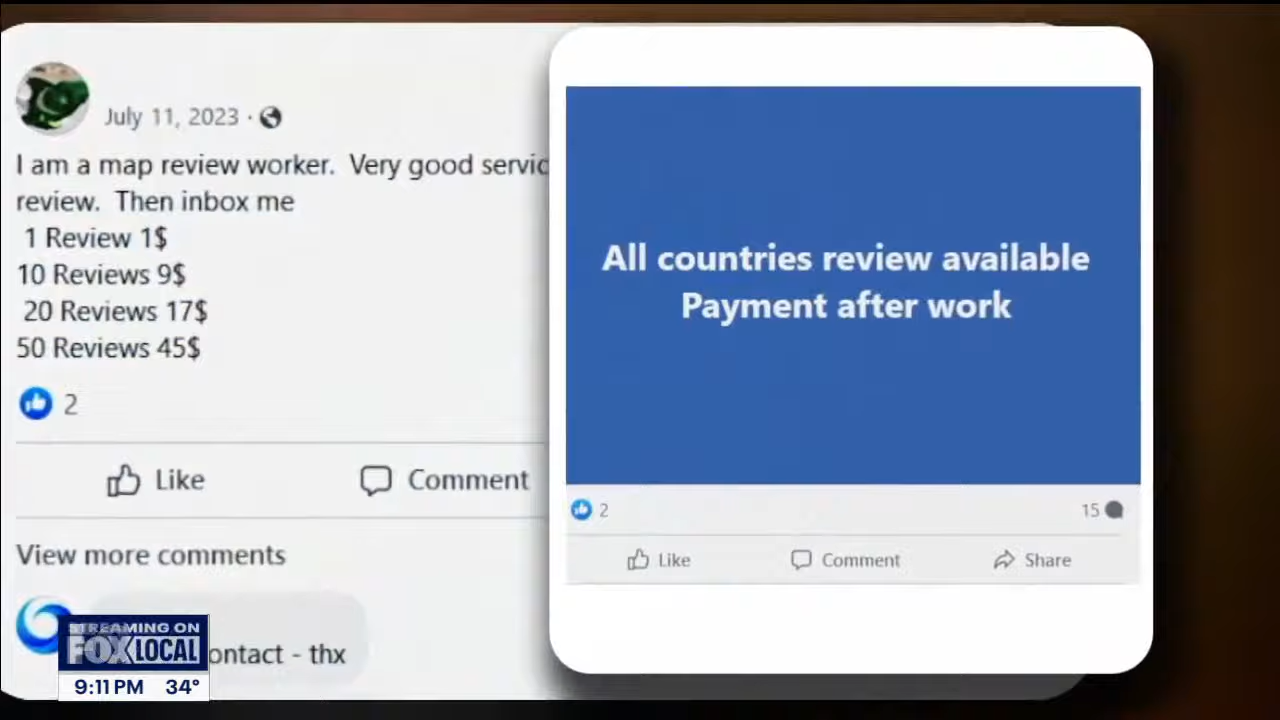 July 11, 2023 ·
I am a map review worker. Very good servic
review. Then inbox me
1 Review 1$
10 Reviews 9$
20 Reviews 17$
50 Reviews 45$
2
Like
Comment
View more comments
ontact - thx
All countries review available
Payment after work
2
15
Like
Comment
Share
STREAMING ON
FOX LOCAL
9:11 PM 34°